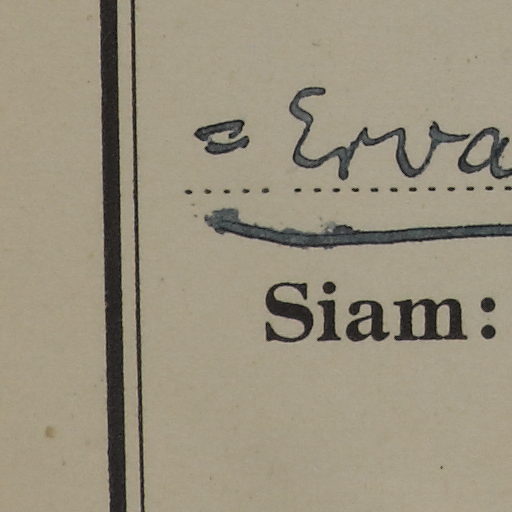 = Erva
Siam: